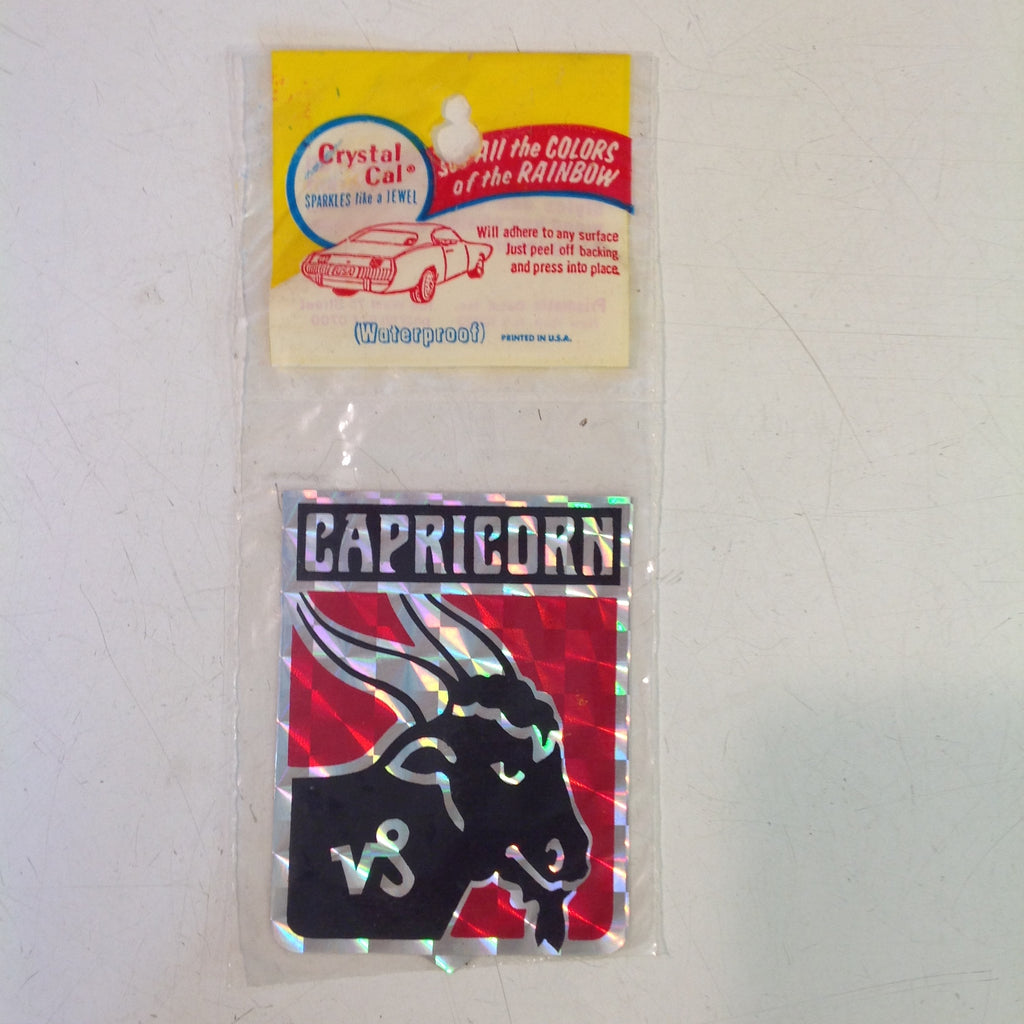 Crystal
Cal®
SPARKLES like a JEWEL
See All the COLORS
of the RAINBOW
Will adhere to any surface
Just peel off backing
and press into place.
(Waterproof)
PRINTED IN U.S.A.
CAPRICORN
♑